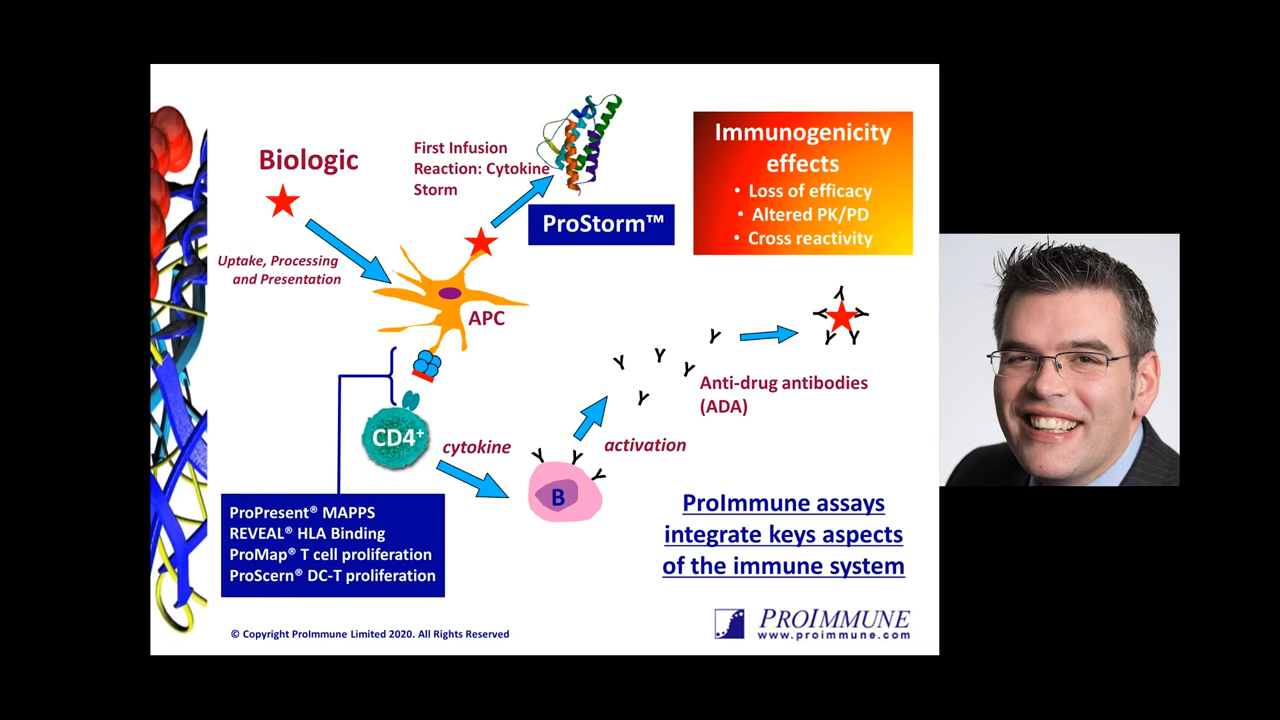 Biologic
First Infusion
Reaction: Cytokine
Storm
ProStorm™
Immunogenicity
effects
• Loss of efficacy
• Altered PK/PD
• Cross reactivity
Uptake, Processing
and Presentation
APC
Anti-drug antibodies
(ADA)
CD4+
cytokine
activation
B
ProPresent® MAPPS
REVEAL® HLA Binding
ProMap® T cell proliferation
ProScern® DC-T proliferation
ProImmune assays
integrate keys aspects
of the immune system
PROIMMUNE
www.proimmune.com
© Copyright ProImmune Limited 2020. All Rights Reserved